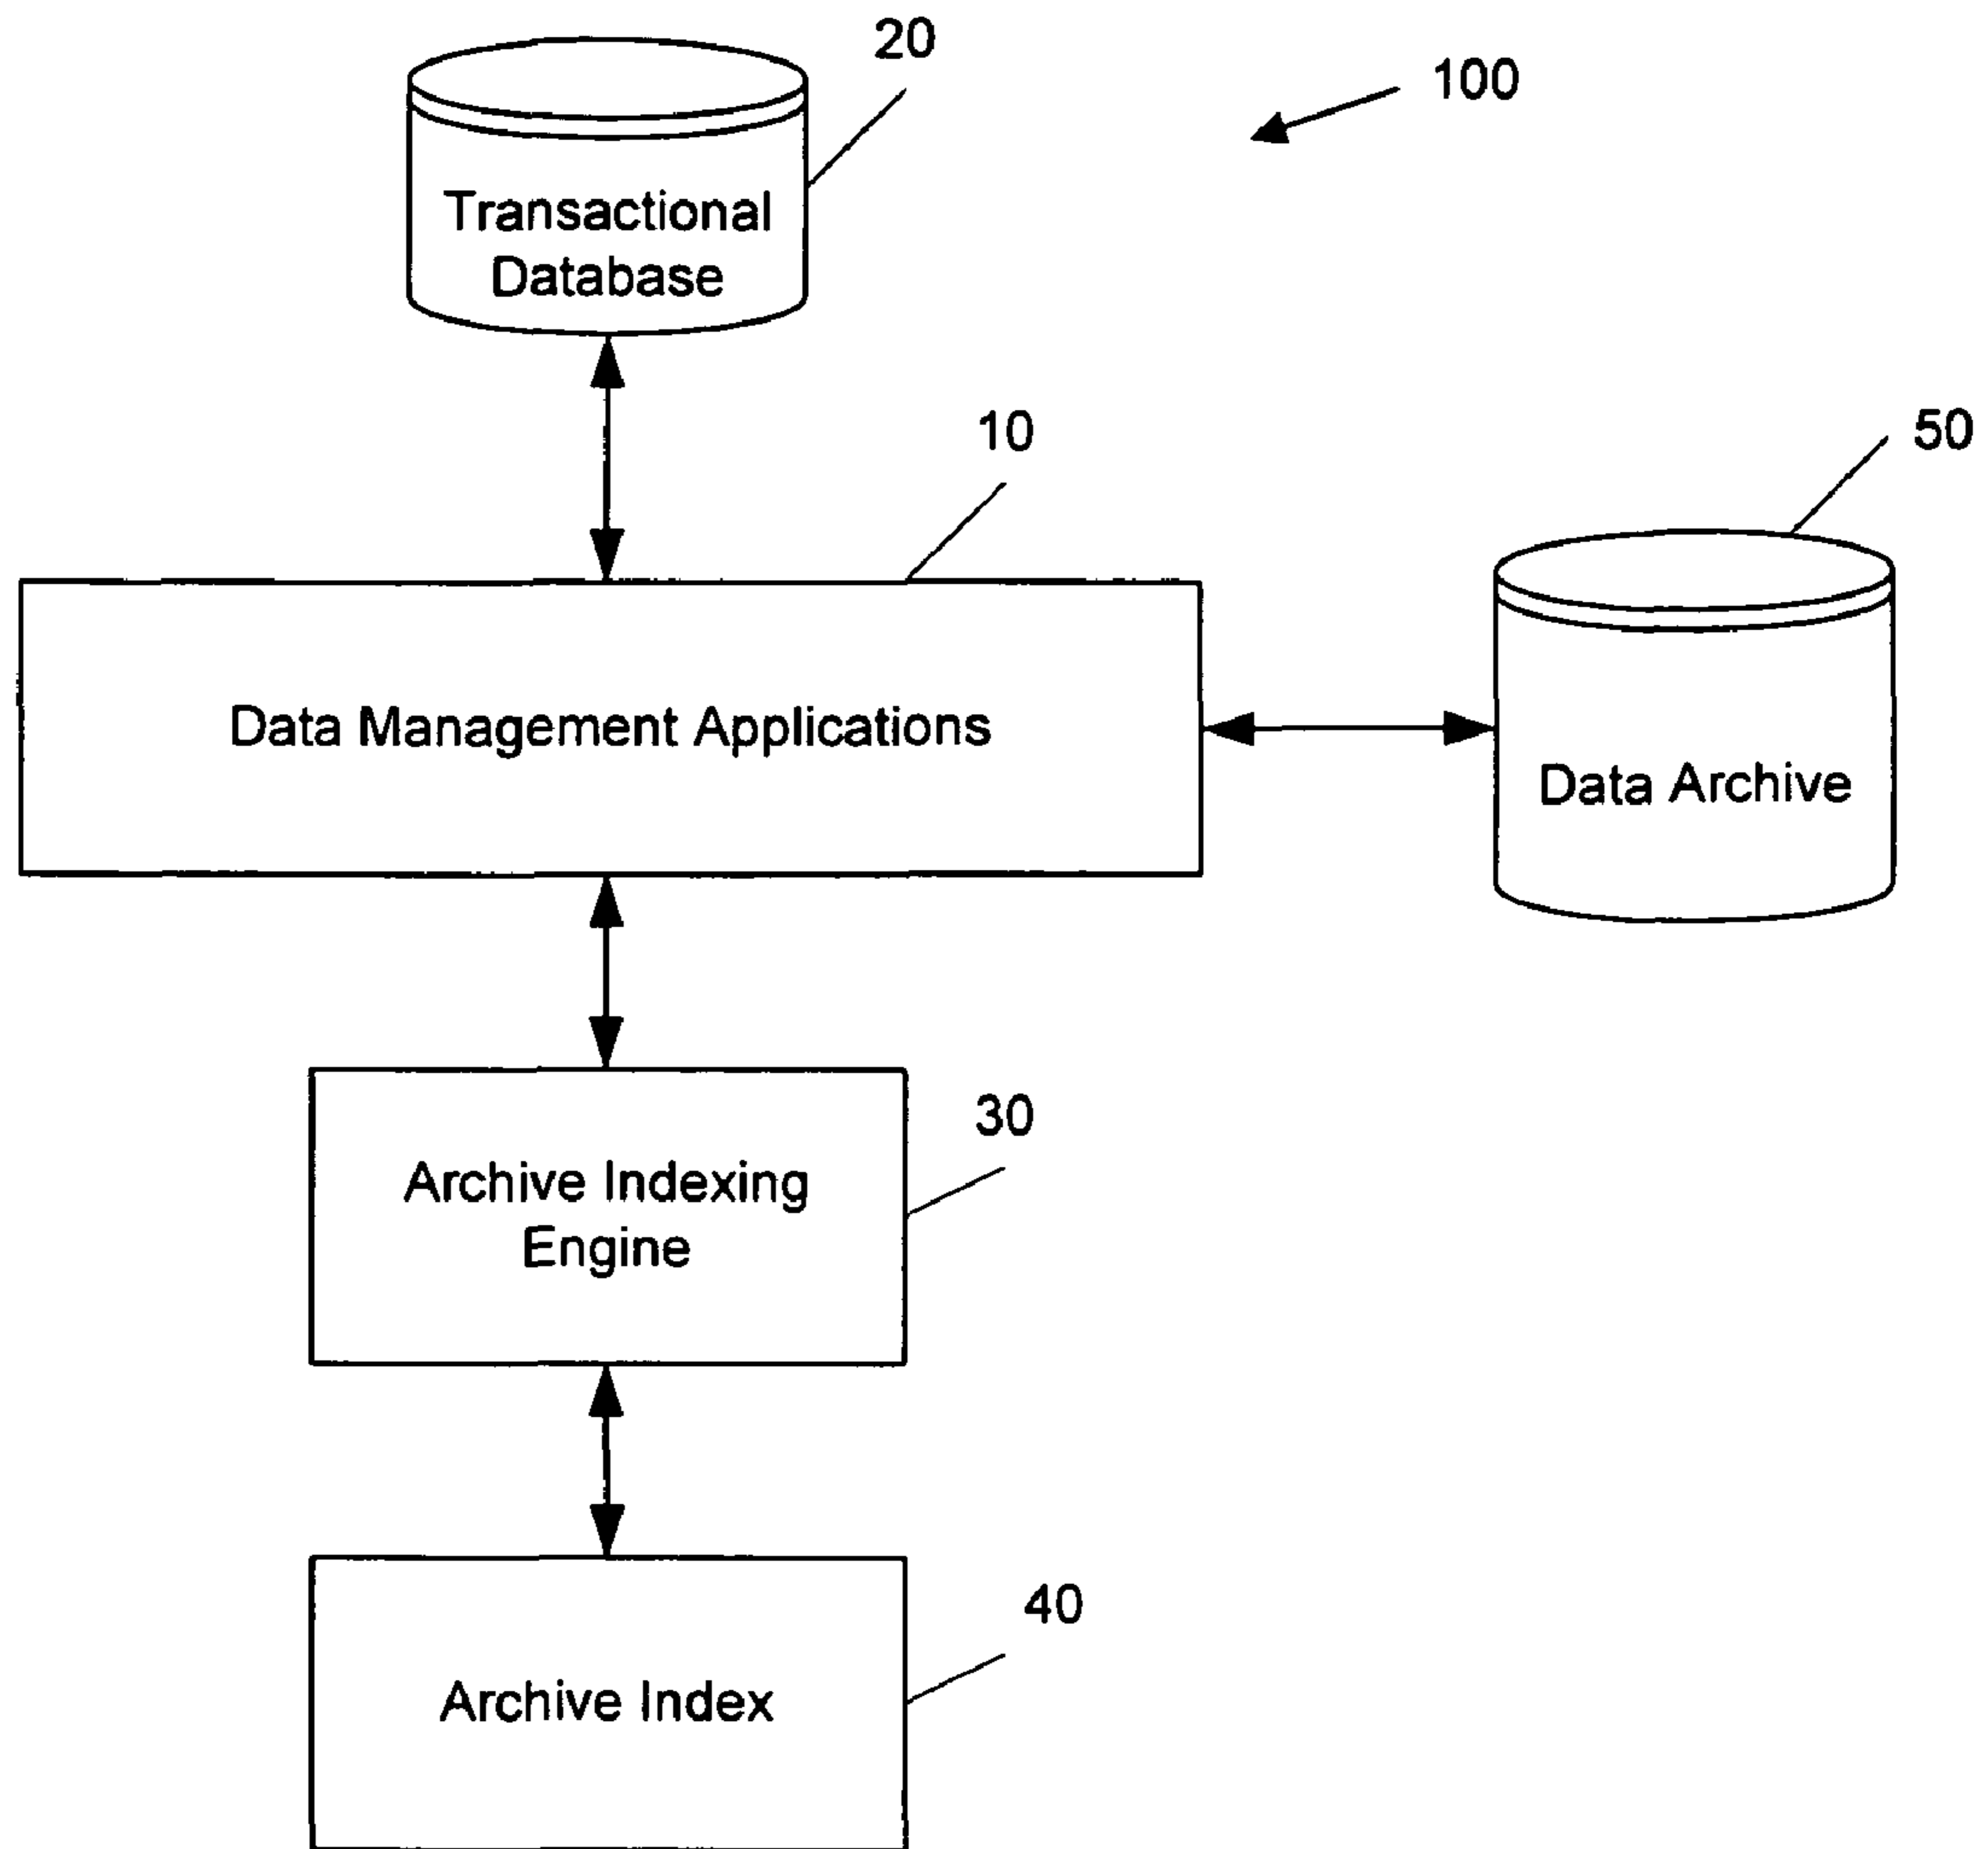 20
100
Transactional
Database
10
50
Data Management Applications
Data Archive
30
Archive Indexing
Engine
40
Archive Index